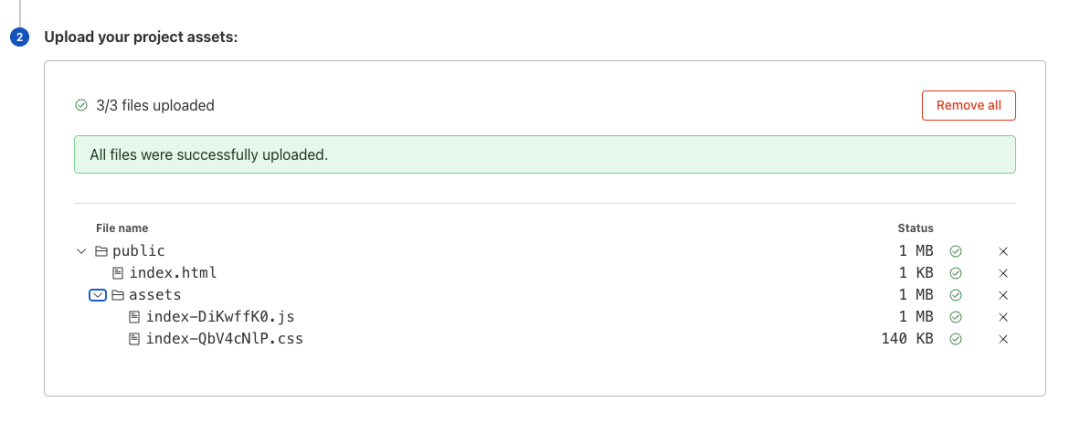 2 Upload your project assets:
3/3 files uploaded Remove all
All files were successfully uploaded.
File name Status
public 1 MB
index.html 1 KB
assets 1 MB
index-DiKwffK0.js 1 MB
index-QbV4cNlP.css 140 KB